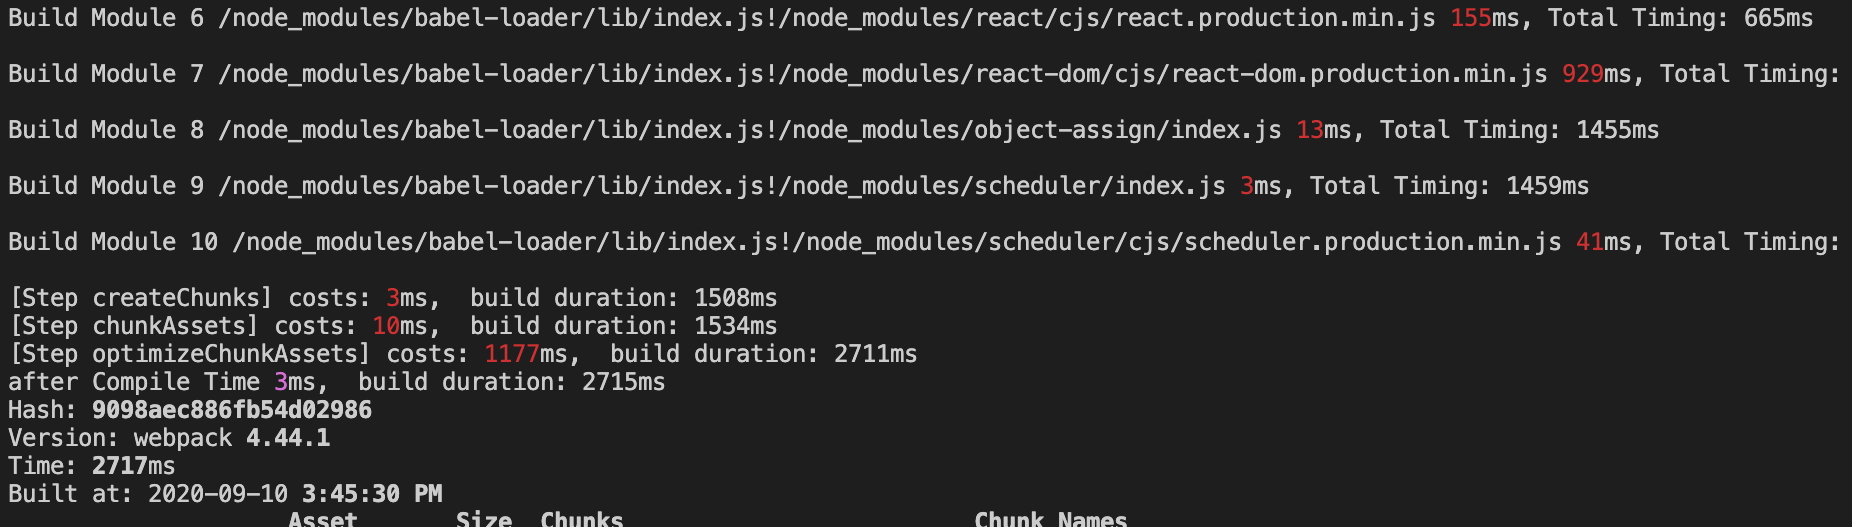 Build Module 6 /node_modules/babel-loader/lib/index.js!/node_modules/react/cjs/react.production.min.js 155ms, Total Timing: 665ms
Build Module 7 /node_modules/babel-loader/lib/index.js!/node_modules/react-dom/cjs/react-dom.production.min.js 929ms, Total Timing:
Build Module 8 /node_modules/babel-loader/lib/index.js!/node_modules/object-assign/index.js 13ms, Total Timing: 1455ms
Build Module 9 /node_modules/babel-loader/lib/index.js!/node_modules/scheduler/index.js 3ms, Total Timing: 1459ms
Build Module 10 /node_modules/babel-loader/lib/index.js!/node_modules/scheduler/cjs/scheduler.production.min.js 41ms, Total Timing:
[Step createChunks] costs: 3ms,  build duration: 1508ms
[Step chunkAssets] costs: 10ms,  build duration: 1534ms
[Step optimizeChunkAssets] costs: 1177ms,  build duration: 2711ms
after Compile Time 3ms,  build duration: 2715ms
Hash: 9098aec886fb54d02986
Version: webpack 4.44.1
Time: 2717ms
Built at: 2020-09-10 3:45:30 PM
Asset Size Chunks Chunk Names